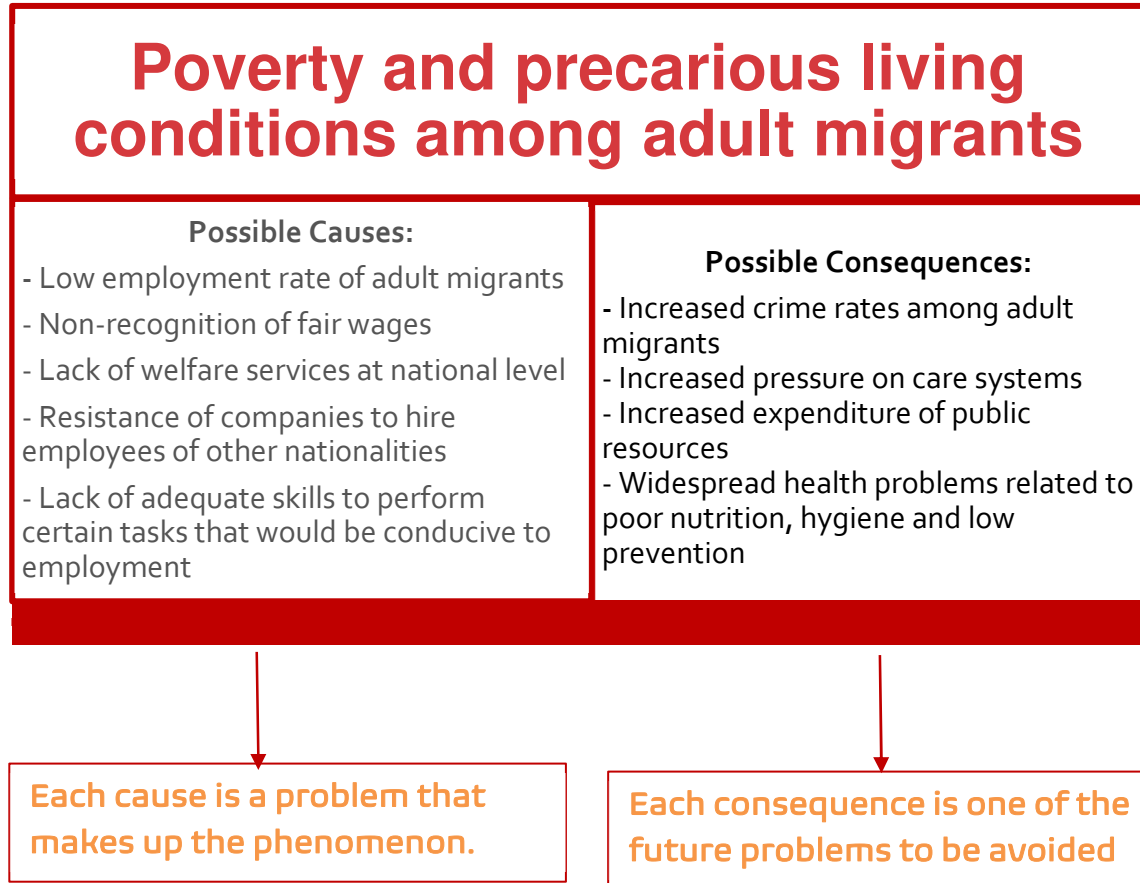 Poverty and precarious living
conditions among adult migrants
Possible Causes:
- Low employment rate of adult migrants
- Non-recognition of fair wages
- Lack of welfare services at national level
- Resistance of companies to hire
employees of other nationalities
- Lack of adequate skills to perform
certain tasks that would be conducive to
employment
Possible Consequences:
- Increased crime rates among adult
migrants
- Increased pressure on care systems
- Increased expenditure of public
resources
- Widespread health problems related to
poor nutrition, hygiene and low
prevention
Each cause is a problem that
makes up the phenomenon.
Each consequence is one of the
future problems to be avoided